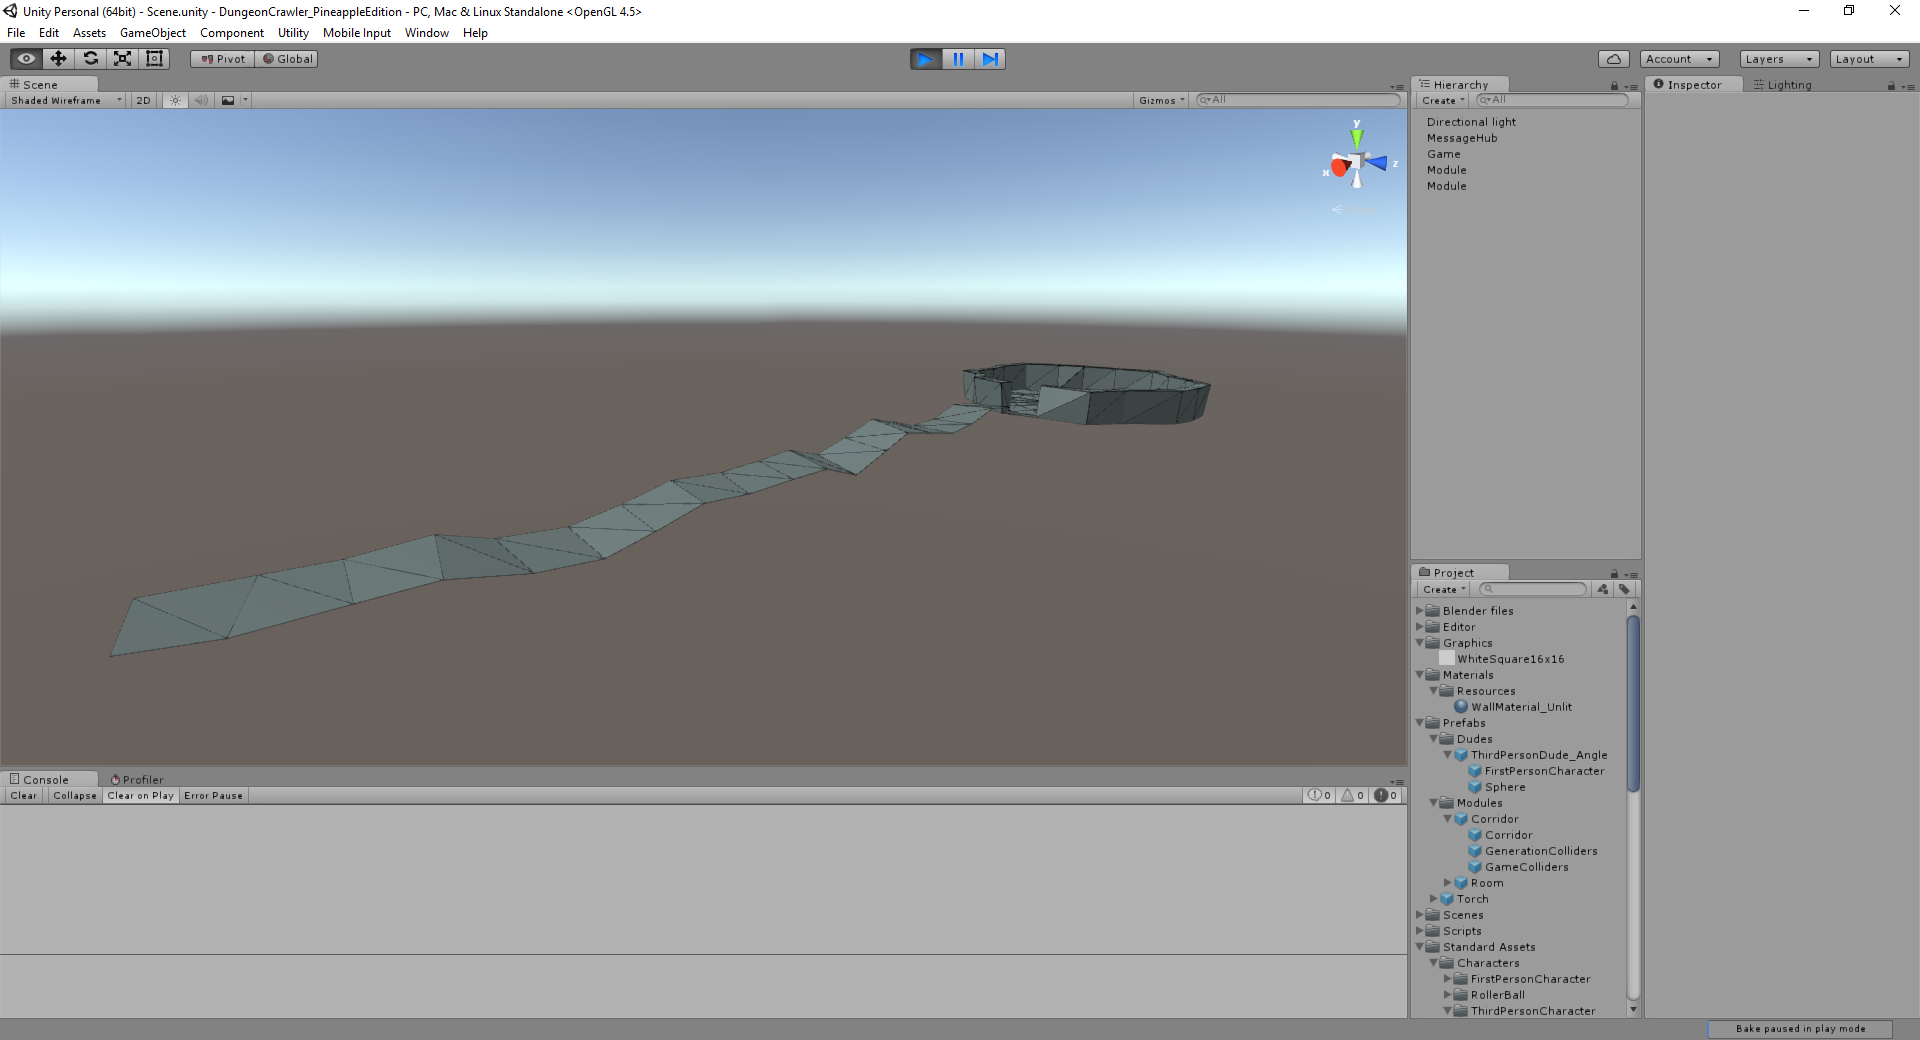 Unity Personal (64bit) - Scene.unity - DungeonCrawler_PineappleEdition - PC, Mac & Linux Standalone <OpenGL 4.5>
File Edit Assets GameObject Component Utility Mobile Input Window Help
Pivot Global Account Layers Layout
Scene
Shaded Wireframe 2D Gizmos All
y
x z
Console Profiler
Clear Collapse Clear on Play Error Pause 0 0 0
Hierarchy
Create All
Directional light
MessageHub
Game
Module
Module
Project
Create
Blender files
Editor
Graphics
WhiteSquare16x16
Materials
Resources
WallMaterial_Unlit
Prefabs
Dudes
ThirdPersonDude_Angle
FirstPersonCharacter
Sphere
Modules
Corridor
Corridor
GenerationColliders
GameColliders
Room
Torch
Scenes
Scripts
Standard Assets
Characters
FirstPersonCharacter
RollerBall
ThirdPersonCharacter
Inspector Lighting
Bake paused in play mode